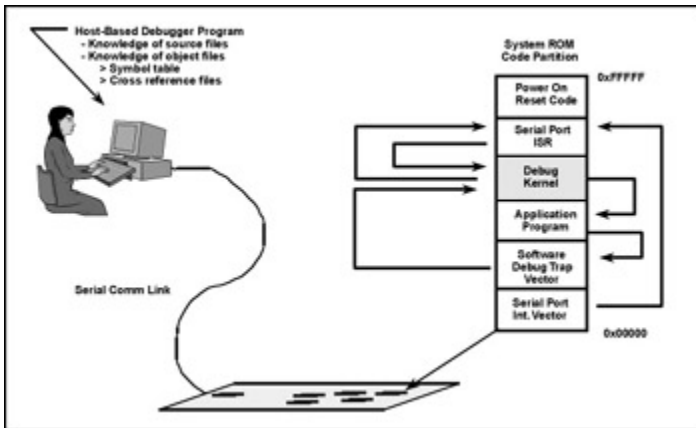 Host-Based Debugger Program
- Knowledge of source files
- Knowledge of object files
> Symbol table
> Cross reference files
System ROM
Code Partition
0xFFFFF
Power On
Reset Code
Serial Port
ISR
Debug
Kernel
Application
Program
Software
Debug Trap
Vector
Serial Port
Int. Vector
0x00000
Serial Comm Link